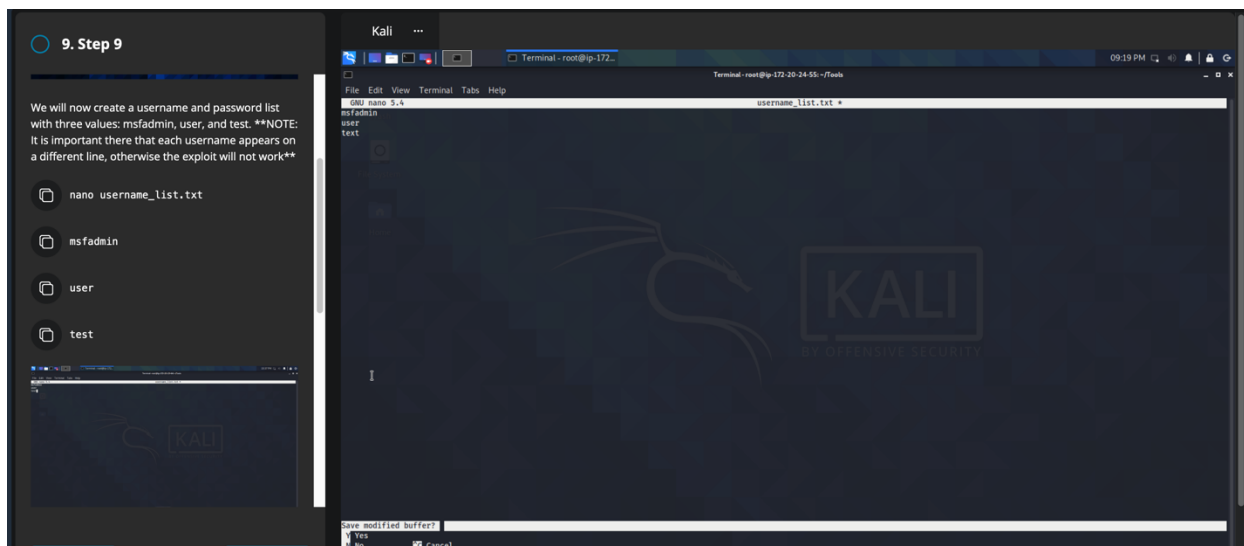 Kali ...
9. Step 9
Terminal - root@ip-172...
09:19 PM
Terminal - root@ip-172-20-24-55: ~/Tools
File Edit View Terminal Tabs Help
GNU nano 5.4 username_list.txt *
msfadmin
user
text
We will now create a username and password list
with three values: msfadmin, user, and test. **NOTE:
It is important there that each username appears on
a different line, otherwise the exploit will not work**
nano username_list.txt
msfadmin
user
test
KALI
BY OFFENSIVE SECURITY
KALI
Save modified buffer?
Y Yes
N No ^C Cancel